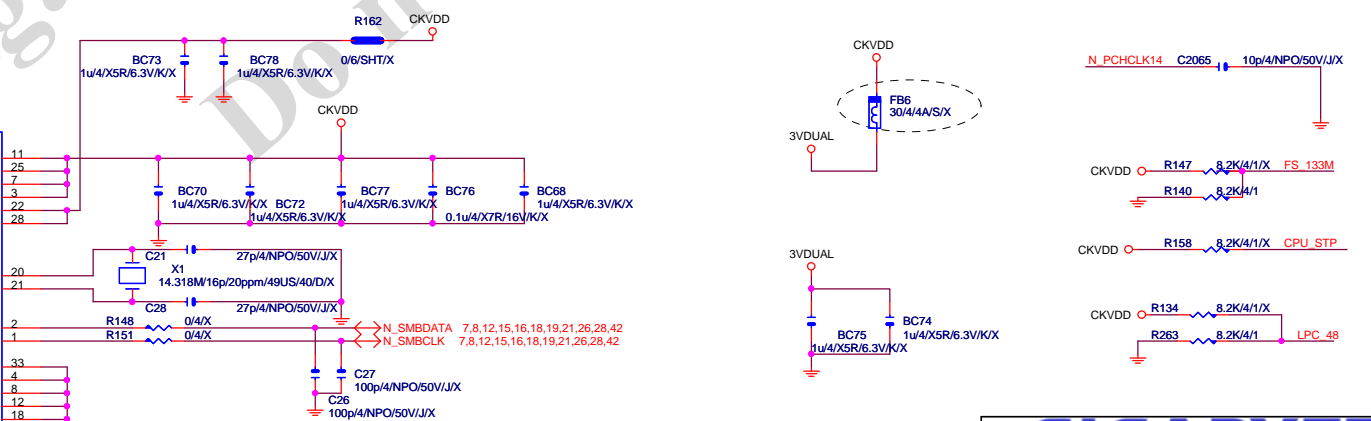 R162
CKVDD
0/6/SHT/X
BC73
1u/4/X5R/6.3V/K/X
BC78
1u/4/X5R/6.3V/K/X
CKVDD
11
25
7
3
22
28
BC70
1u/4/X5R/6.3V/K/X
BC72
1u/4/X5R/6.3V/K/X
BC77
1u/4/X5R/6.3V/K/X
BC76
0.1u/4/X7R/16V/K/X
BC68
1u/4/X5R/6.3V/K/X
C21
27p/4/NPO/50V/J/X
X1
14.318M/16p/20ppm/49US/40/D/X
20
21
C28
27p/4/NPO/50V/J/X
2
R148
0/4/X
N_SMBDATA 7,8,12,15,16,18,19,21,26,28,42
1
R151
0/4/X
N_SMBCLK 7,8,12,15,16,18,19,21,26,28,42
33
4
8
12
18
C27
100p/4/NPO/50V/J/X
C26
100p/4/NPO/50V/J/X
CKVDD
FB6
30/4/4A/S/X
3VDUAL
3VDUAL
BC75
1u/4/X5R/6.3V/K/X
BC74
1u/4/X5R/6.3V/K/X
N_PCHCLK14
C2065
10p/4/NPO/50V/J/X
CKVDD
R147
8.2K/4/1/X
FS_133M
R140
8.2K/4/1
CKVDD
R158
8.2K/4/1/X
CPU_STP
CKVDD
R134
8.2K/4/1/X
R263
8.2K/4/1
LPC_48